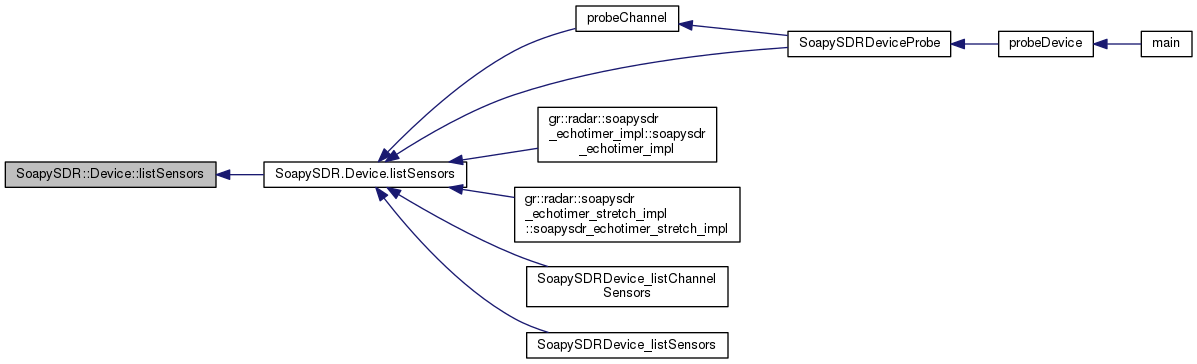 probeChannel
SoapySDRDeviceProbe
probeDevice
main
gr::radar::soapysdr
_echotimer_impl::soapysdr
_echotimer_impl
SoapySDR::Device::listSensors
SoapySDR.Device.listSensors
gr::radar::soapysdr
_echotimer_stretch_impl
::soapysdr_echotimer_stretch_impl
SoapySDRDevice_listChannel
Sensors
SoapySDRDevice_listSensors